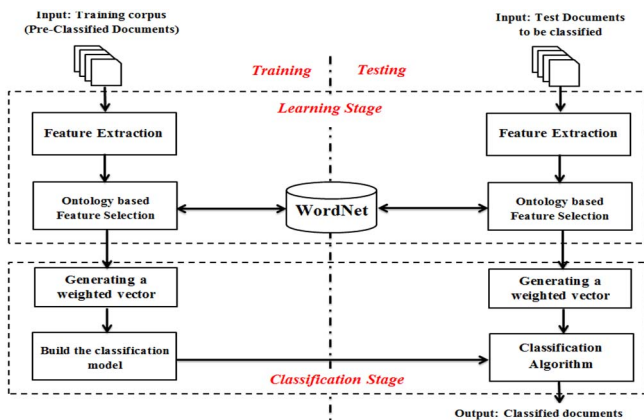 Input: Training corpus
(Pre-Classified Documents)
Input: Test Documents
to be classified
Training
Testing
Learning Stage
Feature Extraction
Feature Extraction
Ontology based
Feature Selection
WordNet
Ontology based
Feature Selection
Generating a
weighted vector
Generating a
weighted vector
Build the classification
model
Classification
Algorithm
Classification Stage
Output: Classified documents